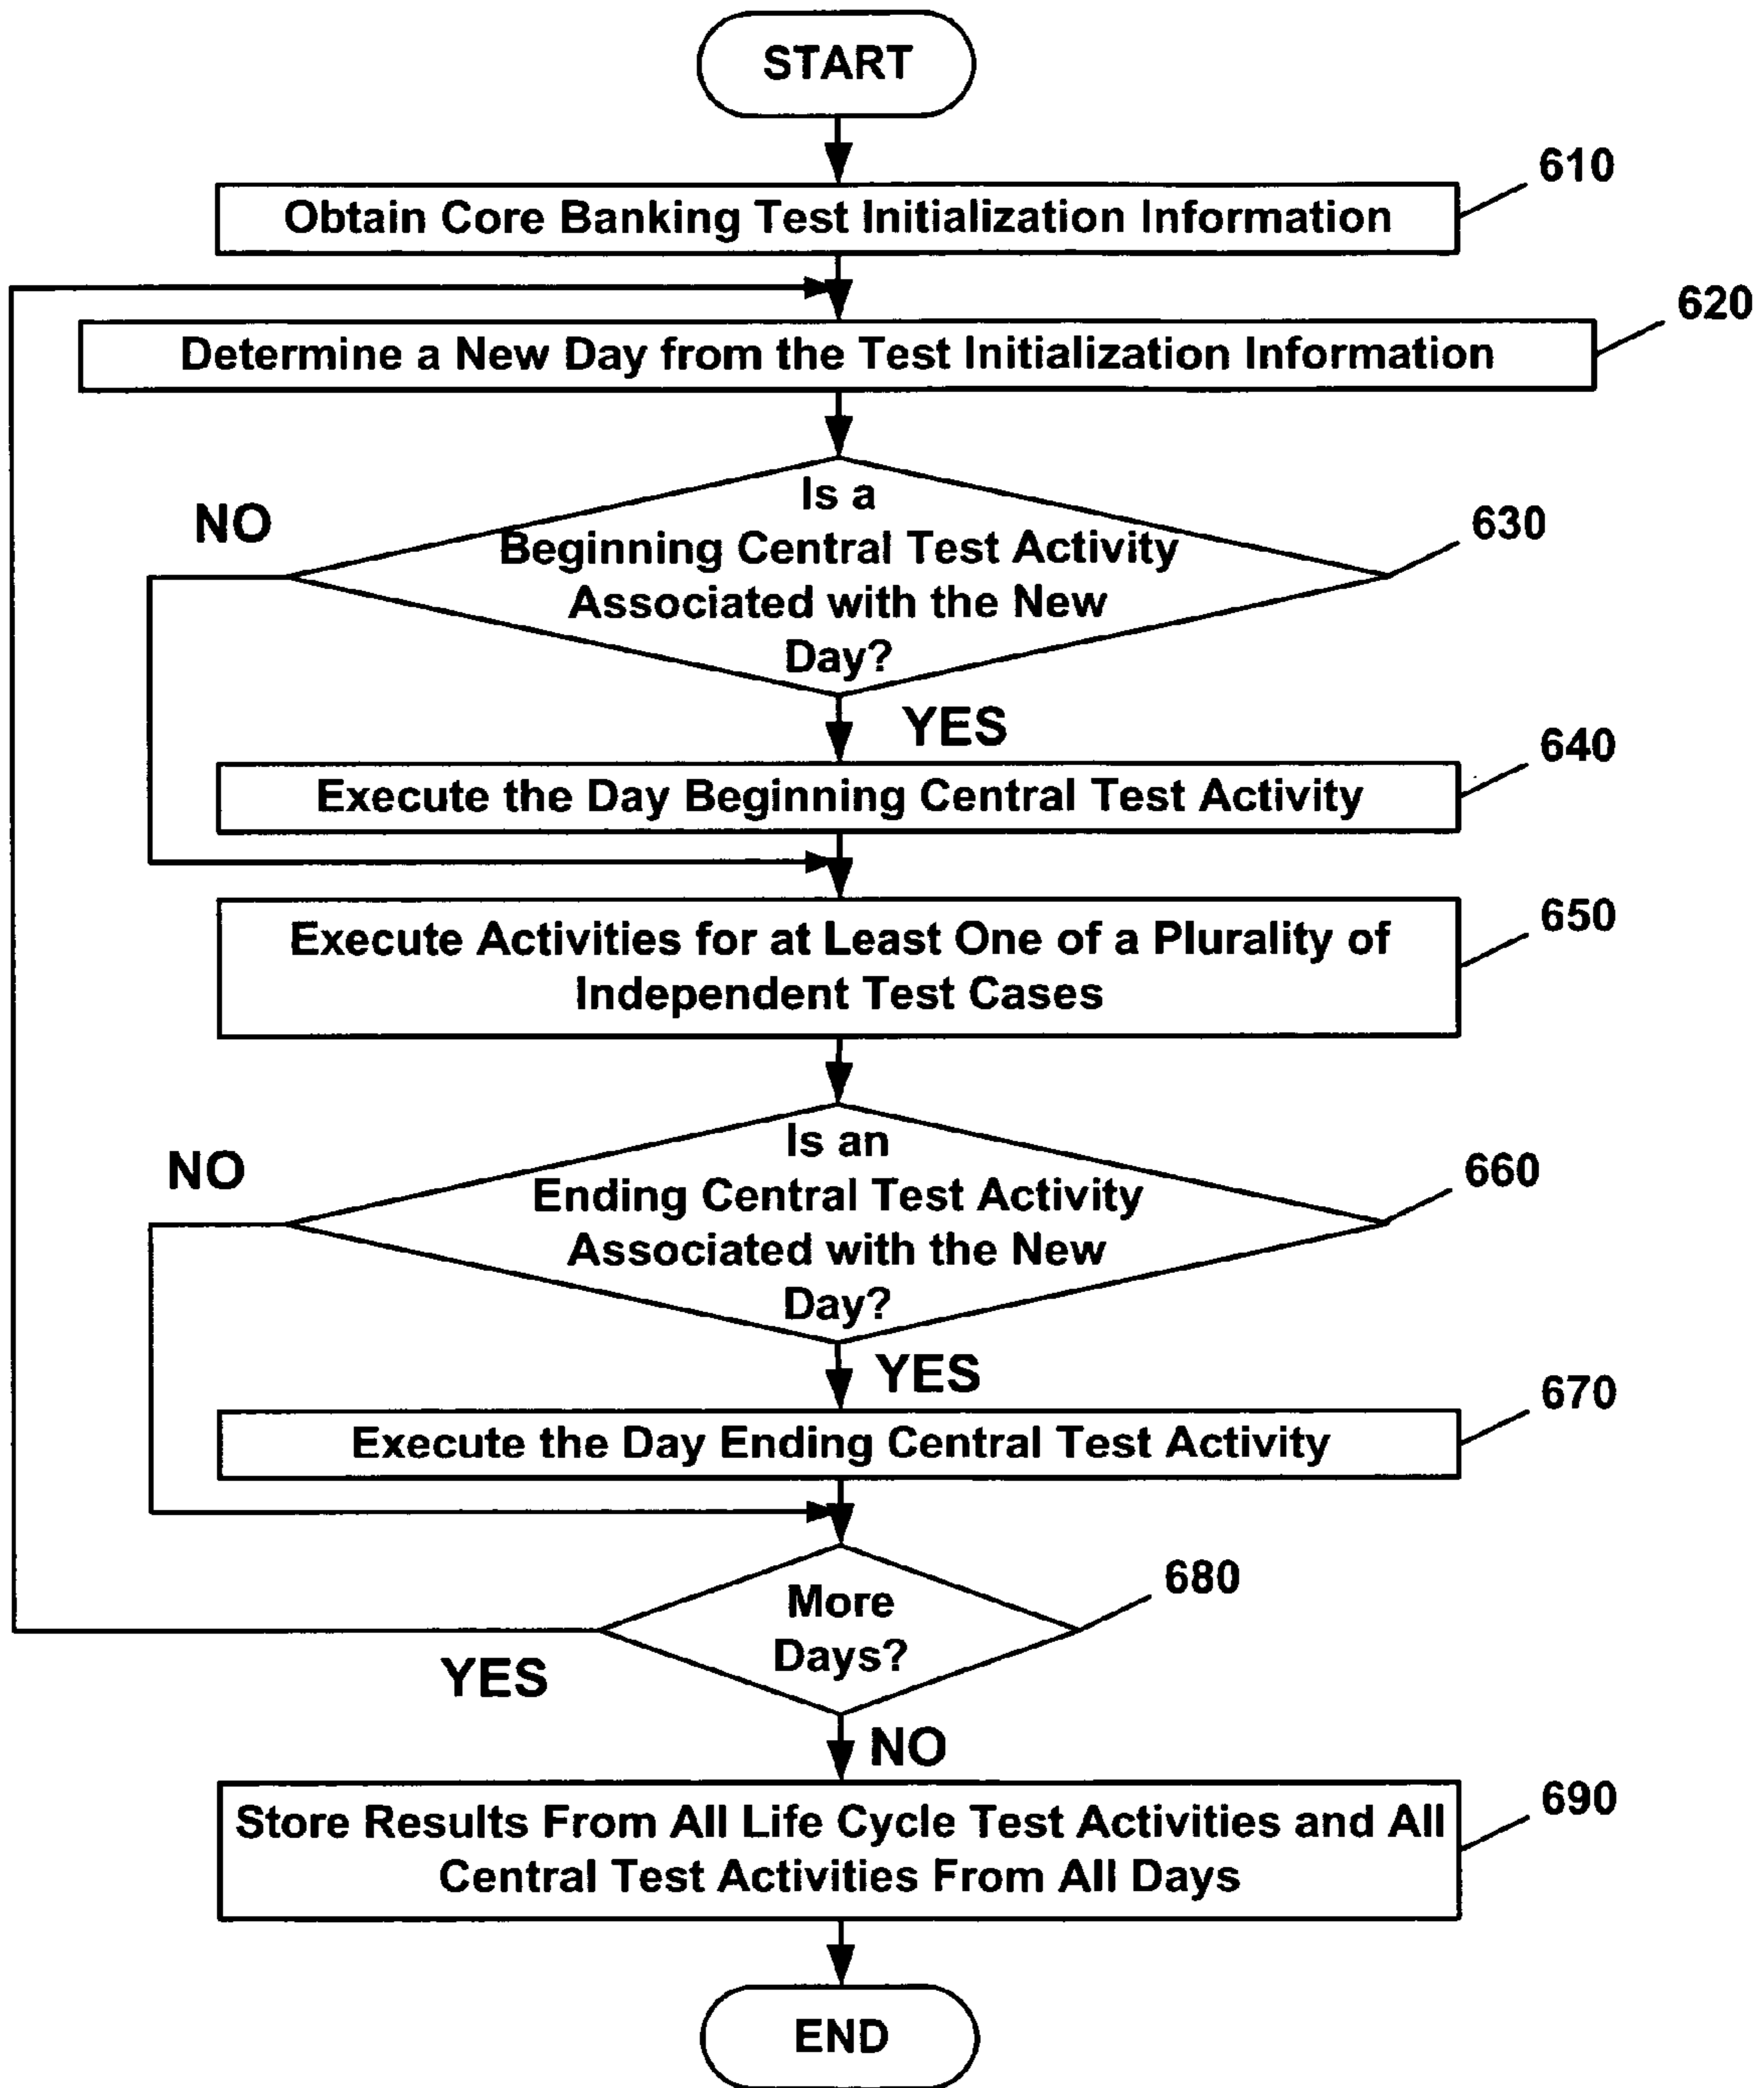 START
610
Obtain Core Banking Test Initialization Information
620
Determine a New Day from the Test Initialization Information
NO
Is a
Beginning Central Test Activity
Associated with the New
Day?
630
YES
640
Execute the Day Beginning Central Test Activity
650
Execute Activities for at Least One of a Plurality of
Independent Test Cases
NO
Is an
Ending Central Test Activity
Associated with the New
Day?
660
YES
670
Execute the Day Ending Central Test Activity
680
More
Days?
YES
NO
690
Store Results From All Life Cycle Test Activities and All
Central Test Activities From All Days
END